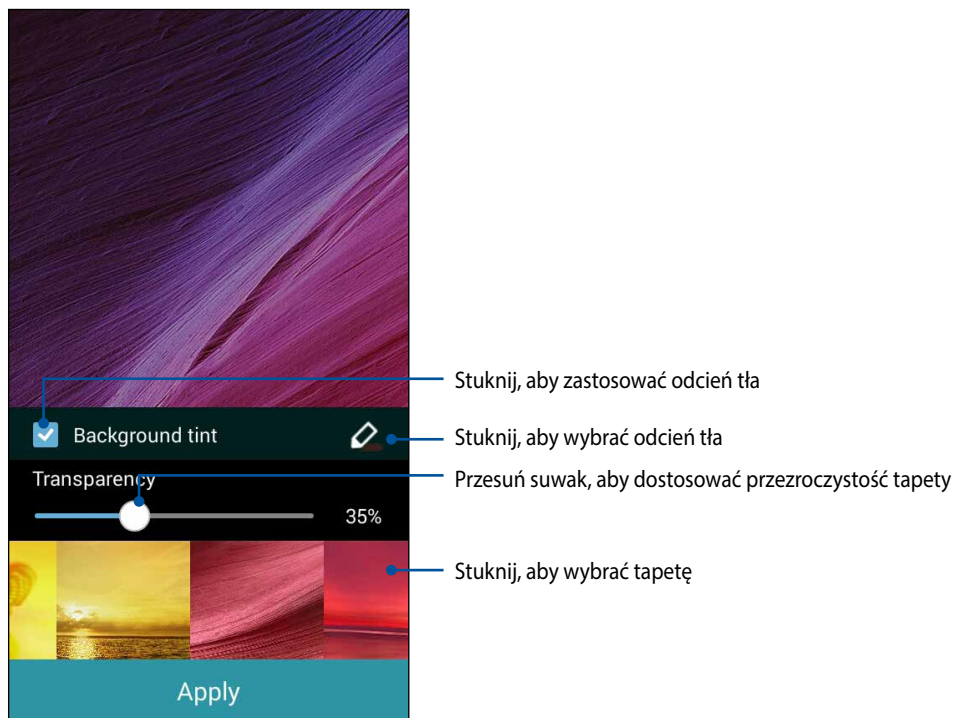 Stuknij, aby zastosować odcień tła
Background tint
Stuknij, aby wybrać odcień tła
Transparency
Przesuń suwak, aby dostosować przezroczystość tapety
35%
Stuknij, aby wybrać tapetę
Apply